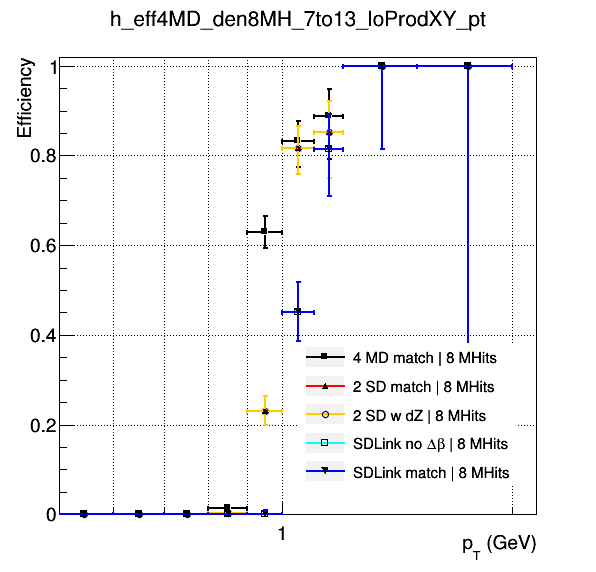 h_eff4MD_den8MH_7to13_loProdXY_pt
Efficiency
1
0.8
0.6
0.4
0.2
0
4 MD match | 8 MHits
2 SD match | 8 MHits
2 SD w dZ | 8 MHits
SDLink no Δβ | 8 MHits
SDLink match | 8 MHits
1
p_T (GeV)